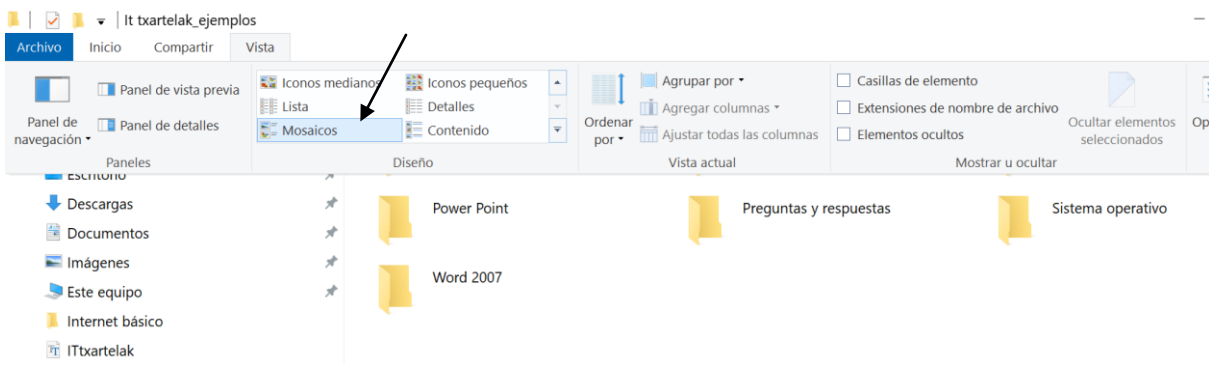 It txartelak_ejemplos
Archivo Inicio Compartir Vista
Iconos medianos Iconos pequeños Agrupar por Casillas de elemento
Panel de vista previa
Lista Detalles Agregar columnas Extensiones de nombre de archivo
Panel de navegación Panel de detalles Ordenar por Ocultar elementos seleccionados
Mosaicos Contenido Ajustar todas las columnas Elementos ocultos
Paneles Diseño Vista actual Mostrar u ocultar
Escritorio
Descargas Power Point Preguntas y respuestas Sistema operativo
Documentos
Imágenes
Word 2007
Este equipo
Internet básico
ITtxartelak